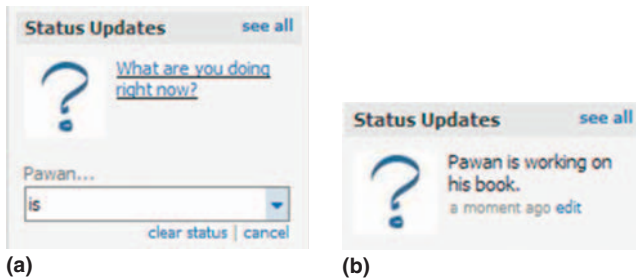 Status Updates see all
What are you doing
right now?
Pawan...
is
clear status | cancel
(a)
Status Updates see all
Pawan is working on
his book.
a moment ago edit
(b)